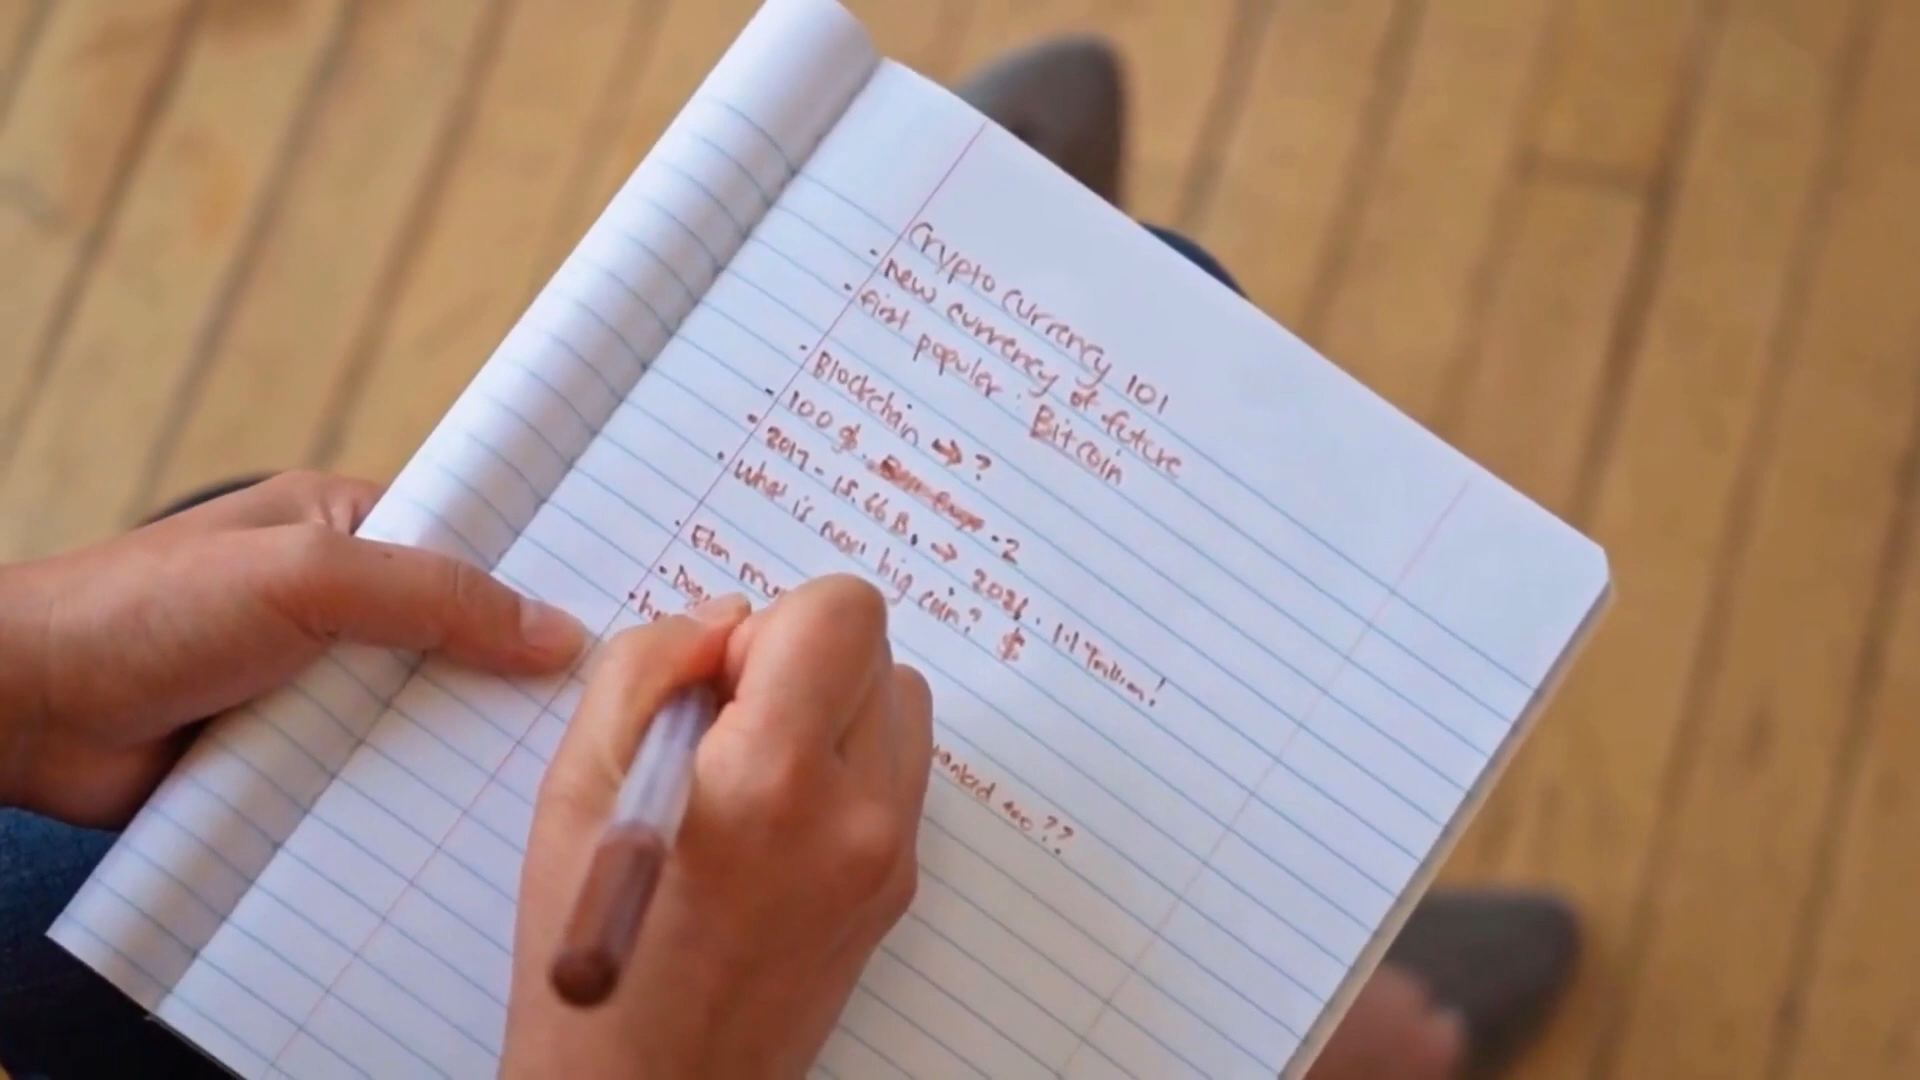 Crypto currency 101
- new currency of future
- first popular : Bitcoin
- Blockchain → ?
- 100 $ . - 2
- 2017 - 15.66 B, → 2021 . 1.1 Trillion!
- What is next big coin? $
- Elon
-
-
??